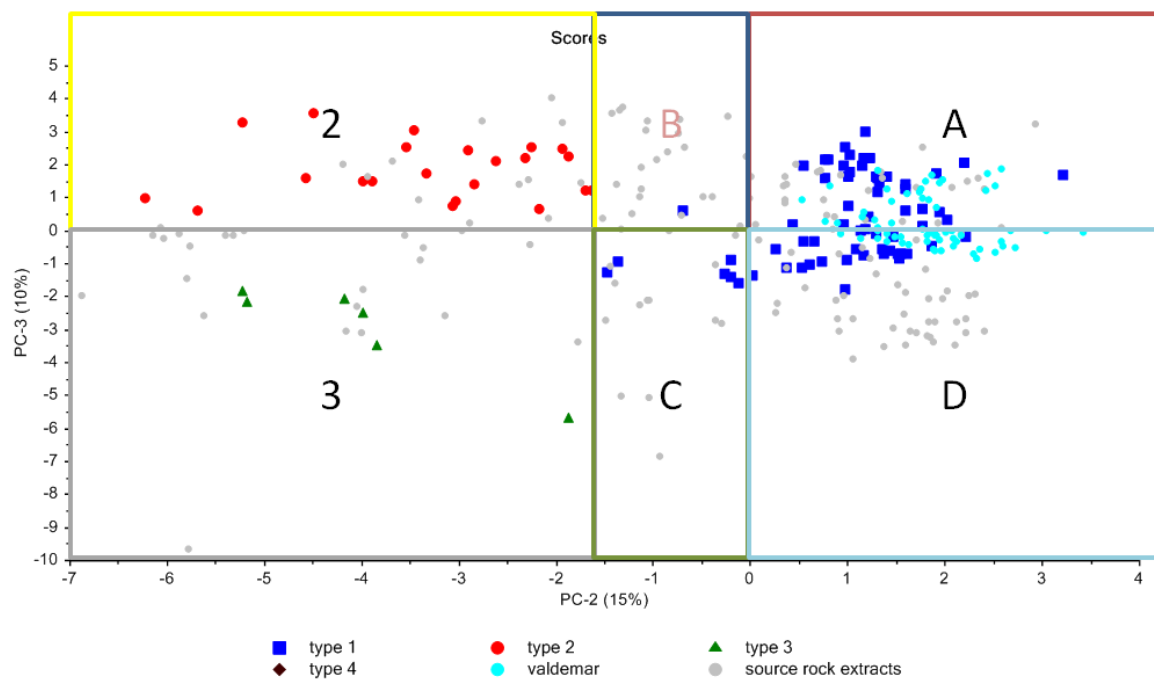 Scores
5
4
3
2
1
0
-1
-2
-3
-4
-5
-6
-7
-8
-9
-10
PC-3 (10%)
2
B
A
3
C
D
-7 -6 -5 -4 -3 -2 -1 0 1 2 3 4
PC-2 (15%)
type 1 type 2 type 3
type 4 valdemar source rock extracts